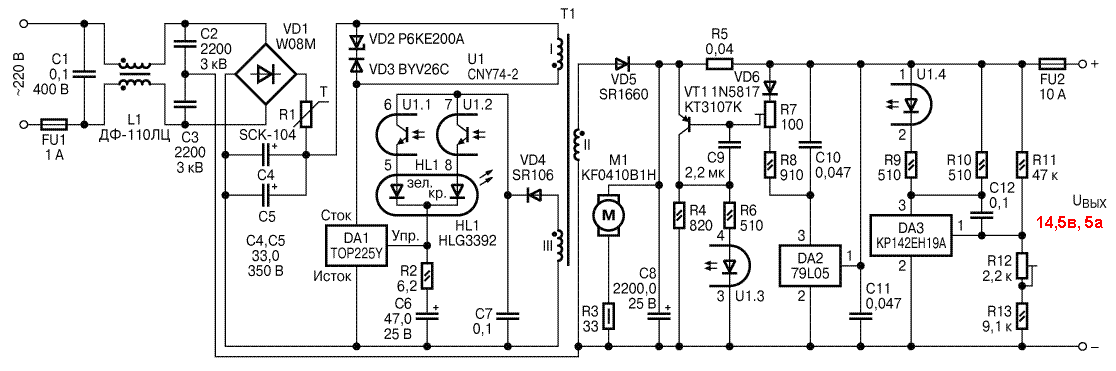 ~220 В
C1
0,1
400 В
FU1
1 А
L1
ДФ-110ЛЦ
C2
2200
3 кВ
C3
2200
3 кВ
VD1
W08M
R1
T
SCK-104
C4
C5
C4,C5
33,0
350 В
VD2 P6KE200A
VD3 BYV26C
U1
CNY74-2
T1
I
II
III
6
U1.1
7
U1.2
5
HL1
8
зел.
кр.
HL1
HLG3392
VD4
SR106
Сток
DA1
TOP225Y
Упр.
Исток
R2
6,2
C6
47,0
25 В
C7
0,1
VD5
SR1660
M1
KF0410B1H
M
R3
33
C8
2200,0
25 В
R5
0,04
VT1
КТ3107К
VD6
1N5817
R7
100
C9
2,2 мк
R4
820
R6
510
4
3
U1.3
R8
910
C10
0,047
3
DA2
79L05
1
2
C11
0,047
1
U1.4
2
R9
510
R10
510
C12
0,1
3
DA3
КР142ЕН19А
1
2
R11
47 к
R12
2,2 к
R13
9,1 к
FU2
10 А
+
UВЫХ
14,5в, 5а
−